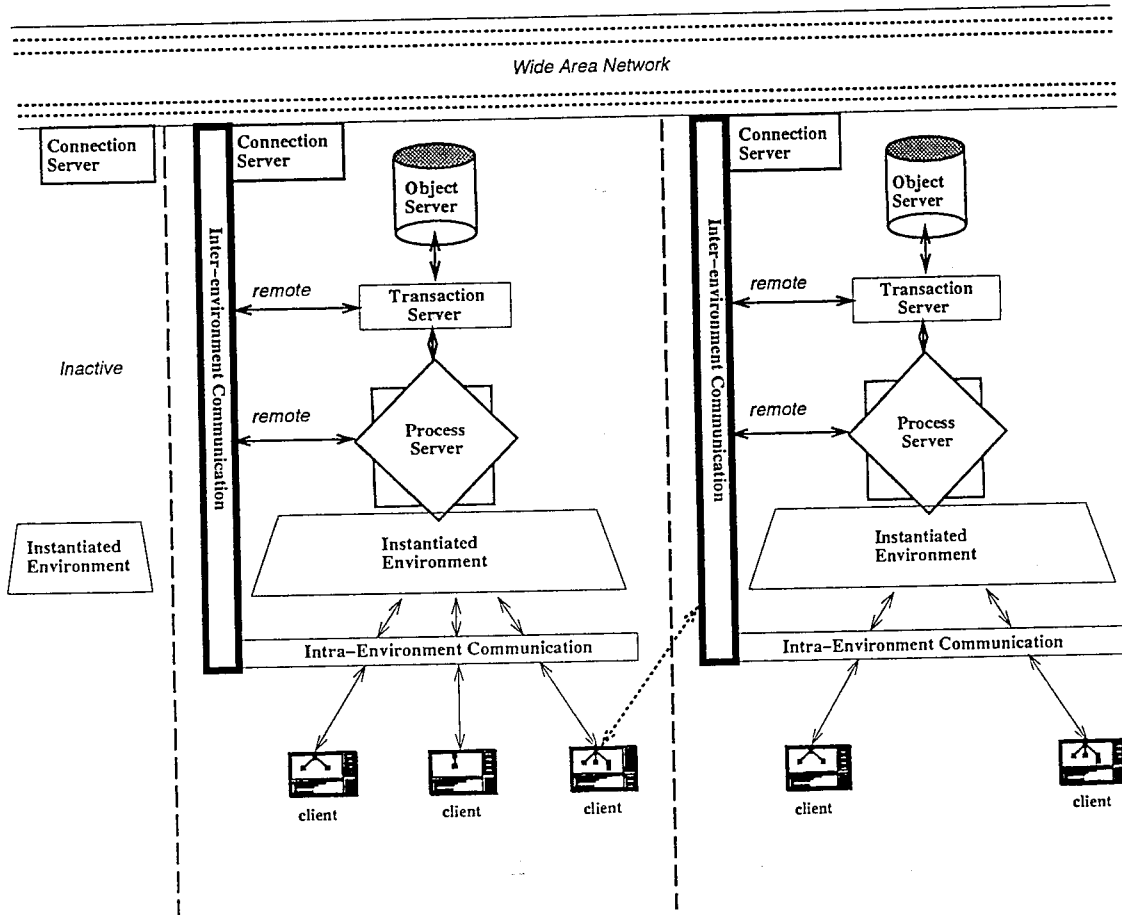 Wide Area Network
Connection
Server
Inactive
Instantiated
Environment
Connection
Server
Inter-environment Communication
Object
Server
remote
Transaction
Server
remote
Process
Server
Instantiated
Environment
Intra-Environment Communication
client
client
client
Connection
Server
Inter-environment Communication
Object
Server
remote
Transaction
Server
remote
Process
Server
Instantiated
Environment
Intra-Environment Communication
client
client